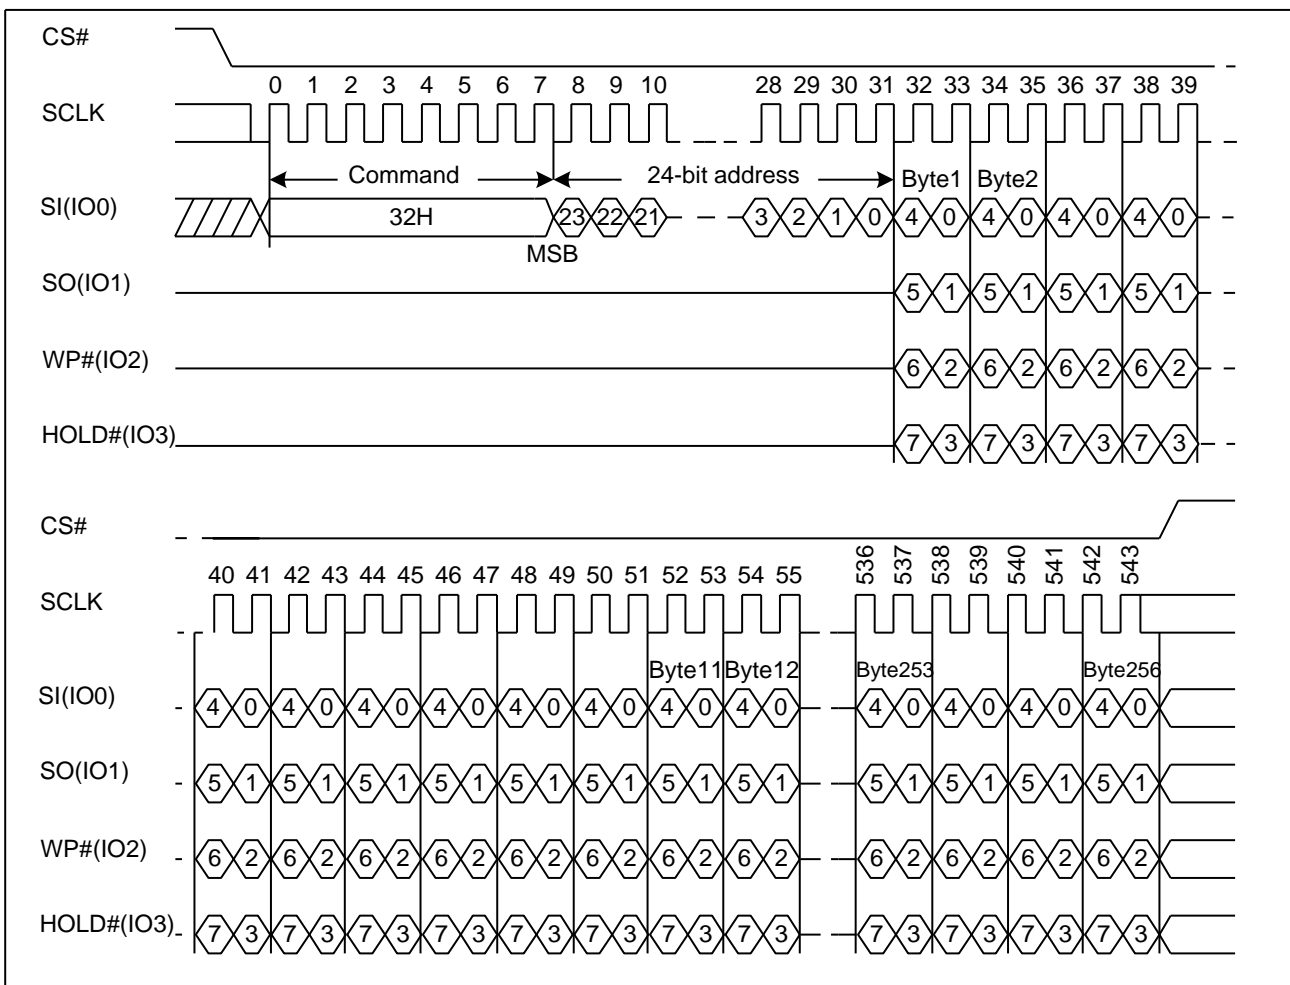 CS#
0 1 2 3 4 5 6 7 8 9 10 28 29 30 31 32 33 34 35 36 37 38 39
SCLK
Command 24-bit address Byte1 Byte2
SI(IO0) 32H 23 22 21 3 2 1 0 4 0 4 0 4 0 4 0
MSB
SO(IO1) 5 1 5 1 5 1 5 1
WP#(IO2) 6 2 6 2 6 2 6 2
HOLD#(IO3) 7 3 7 3 7 3 7 3
CS#
40 41 42 43 44 45 46 47 48 49 50 51 52 53 54 55 536 537 538 539 540 541 542 543
SCLK
Byte11 Byte12 Byte253 Byte256
SI(IO0) 4 0 4 0 4 0 4 0 4 0 4 0 4 0 4 0 4 0 4 0 4 0 4 0
SO(IO1) 5 1 5 1 5 1 5 1 5 1 5 1 5 1 5 1 5 1 5 1 5 1 5 1
WP#(IO2) 6 2 6 2 6 2 6 2 6 2 6 2 6 2 6 2 6 2 6 2 6 2 6 2
HOLD#(IO3) 7 3 7 3 7 3 7 3 7 3 7 3 7 3 7 3 7 3 7 3 7 3 7 3